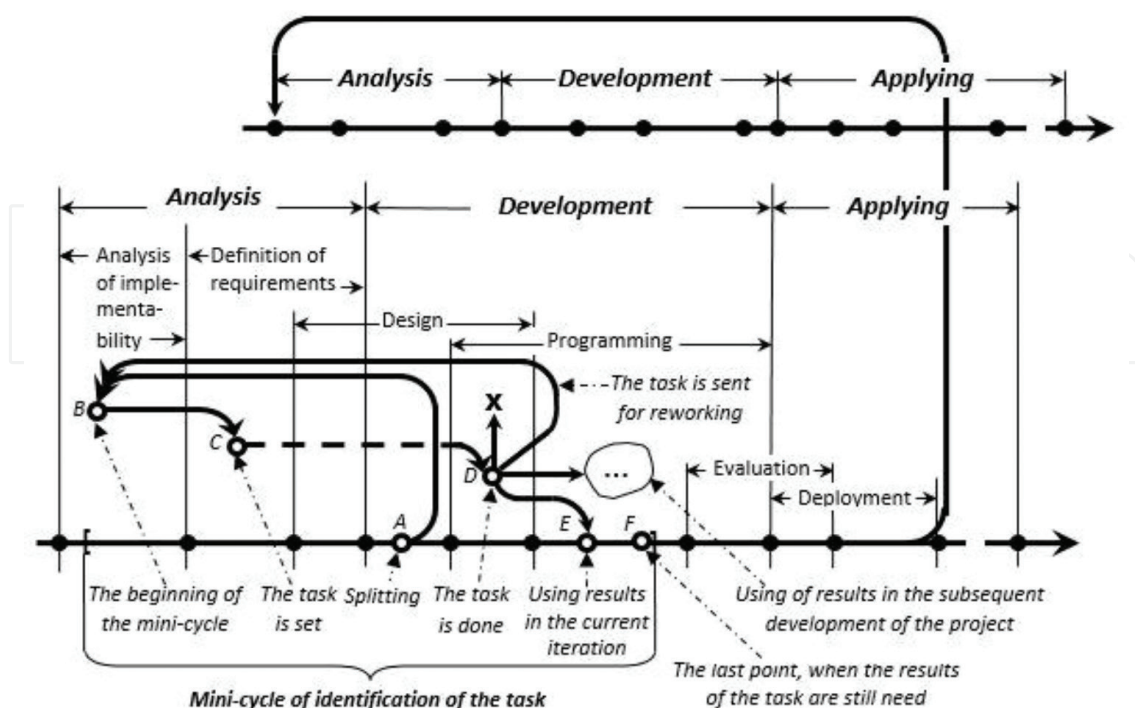 Analysis Development Applying
Analysis Development Applying
Analysis
of imple-
menta-
bility
Definition of
requirements
Design
Programming
The task is sent
for reworking
B
C
X
D
...
Evaluation
Deployment
A
E
F
The beginning of
the mini-cycle
The task
is set
Splitting
The task
is done
Using results
in the current
iteration
Using of results in the subsequent
development of the project
The last point, when the results
of the task are still need
Mini-cycle of identification of the task